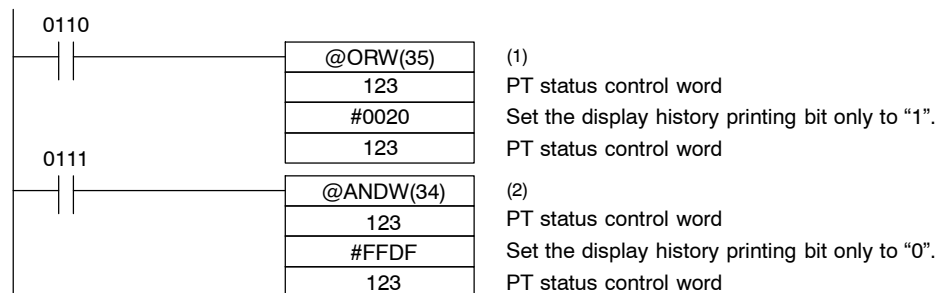 0110
@ORW(35) (1)
123 PT status control word
#0020 Set the display history printing bit only to “1”.
123 PT status control word
0111
@ANDW(34) (2)
123 PT status control word
#FFDF Set the display history printing bit only to “0”.
123 PT status control word